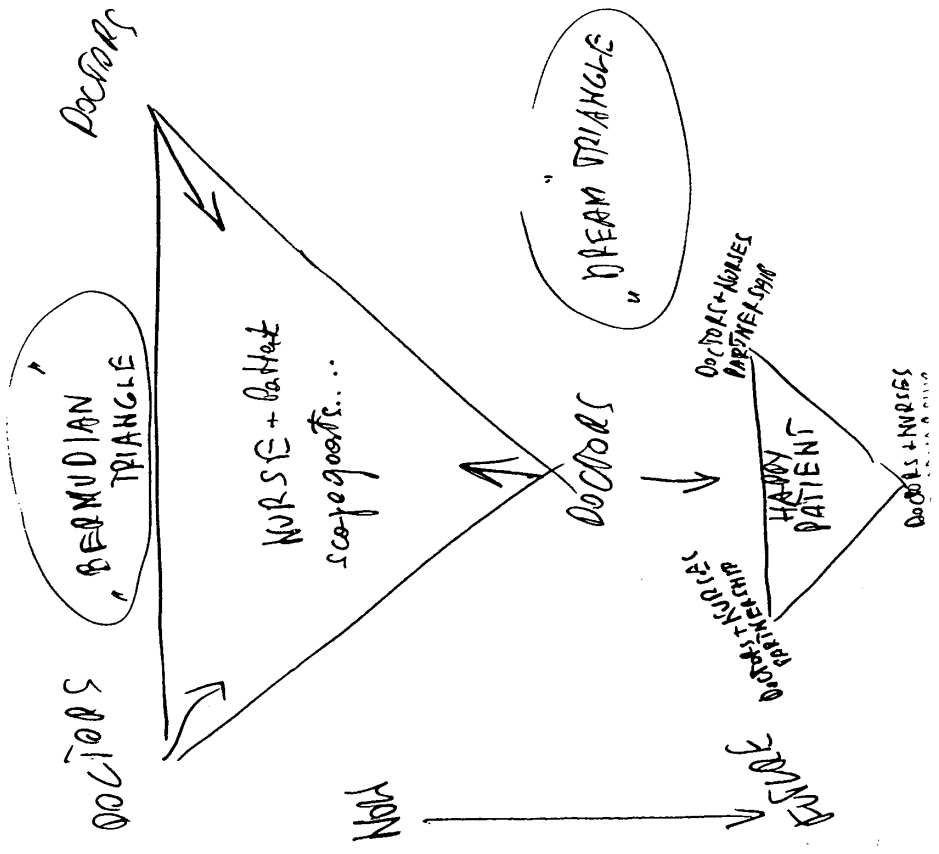 " BERMUDIAN
TRIANGLE "
DOCTORS
DOCTORS
NURSE + Patient
scapegoats...
DOCTORS
" DREAM TRIANGLE "
NOW
FUTURE
DOCTORS + NURSES
PARTNERSHIP
DOCTORS + NURSES
PARTNERSHIP
HAPPY
PATIENT
DOCTORS + NURSES